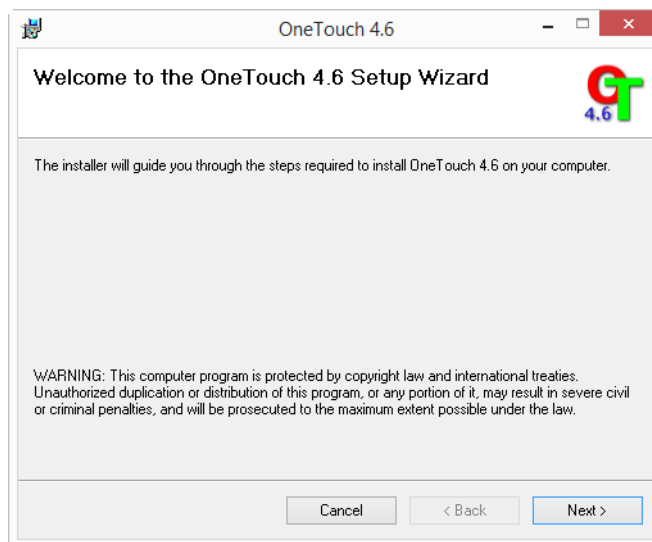 OneTouch 4.6
Welcome to the OneTouch 4.6 Setup Wizard
OT
4.6
The installer will guide you through the steps required to install OneTouch 4.6 on your computer.
WARNING: This computer program is protected by copyright law and international treaties.
Unauthorized duplication or distribution of this program, or any portion of it, may result in severe civil
or criminal penalties, and will be prosecuted to the maximum extent possible under the law.
Cancel < Back Next >